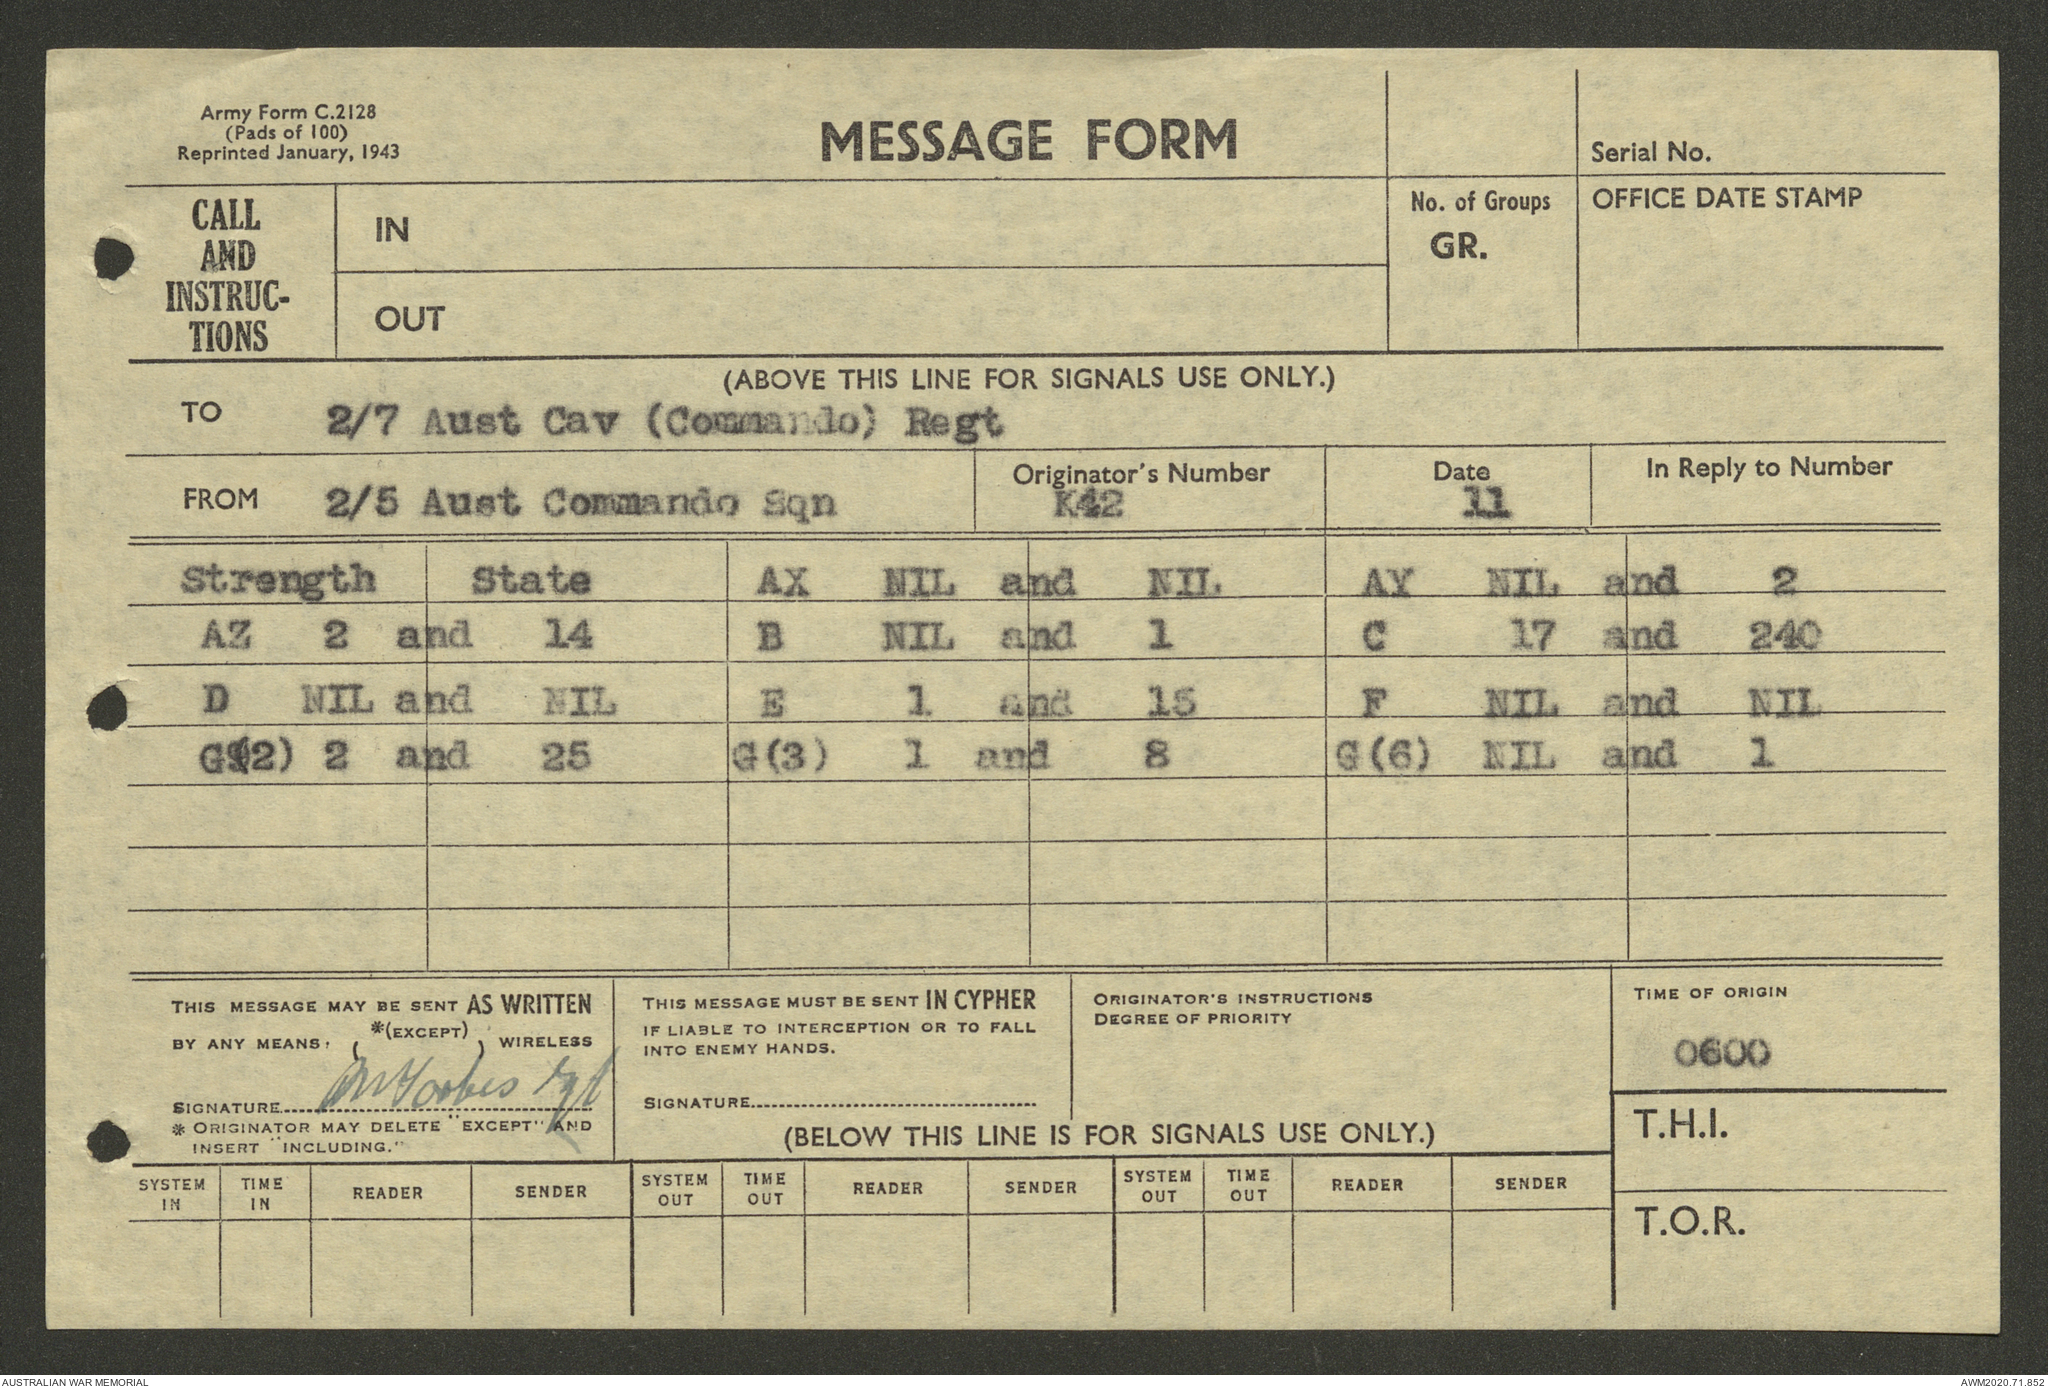 Army Form C.2128
(Pads of 100)
Reprinted January, 1943
MESSAGE FORM
Serial No.
CALL
AND
INSTRUC-
TIONS
IN
OUT
No. of Groups
GR.
OFFICE DATE STAMP
(ABOVE THIS LINE FOR SIGNALS USE ONLY.)
TO 2/7 Aust Cav (Commando) Regt
FROM 2/5 Aust Commando Sqn
Originator's Number
K42
Date
11
In Reply to Number
Strength State AX NIL and NIL AY NIL and 2
AZ 2 and 14 B NIL and 1 C 17 and 240
D NIL and NIL E 1 and 15 F NIL and NIL
G(2) 2 and 25 G(3) 1 and 8 G(6) NIL and 1
THIS MESSAGE MAY BE SENT AS WRITTEN
BY ANY MEANS, (*(EXCEPT)) WIRELESS
SIGNATURE
* ORIGINATOR MAY DELETE "EXCEPT" AND
INSERT "INCLUDING."
THIS MESSAGE MUST BE SENT IN CYPHER
IF LIABLE TO INTERCEPTION OR TO FALL
INTO ENEMY HANDS.
SIGNATURE
ORIGINATOR'S INSTRUCTIONS
DEGREE OF PRIORITY
TIME OF ORIGIN
0600
(BELOW THIS LINE IS FOR SIGNALS USE ONLY.)
T.H.I.
T.O.R.
SYSTEM IN TIME IN READER SENDER SYSTEM OUT TIME OUT READER SENDER SYSTEM OUT TIME OUT READER SENDER
AUSTRALIAN WAR MEMORIAL
AWM2020.71.852